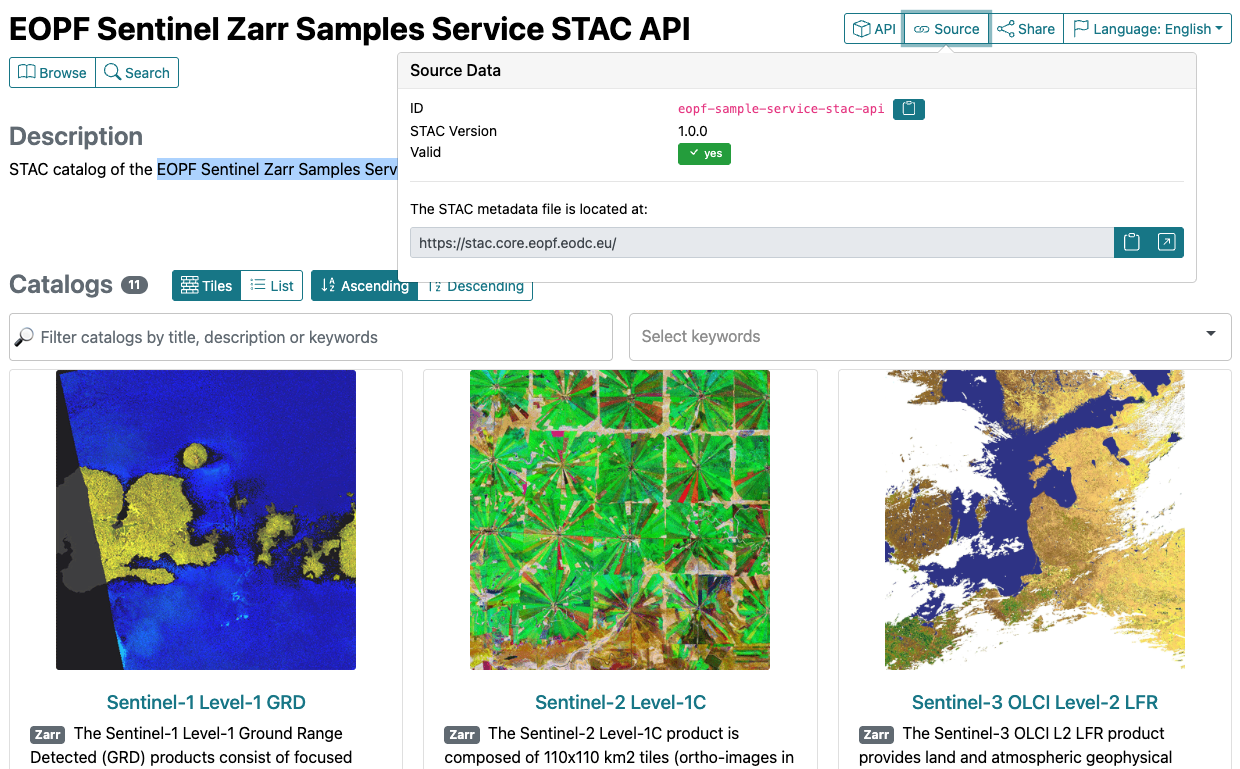 EOPF Sentinel Zarr Samples Service STAC API
API Source Share Language: English
Browse Search
Source Data
ID eopf-sample-service-stac-api
STAC Version 1.0.0
Valid yes
Description
STAC catalog of the EOPF Sentinel Zarr Samples Serv
The STAC metadata file is located at:
https://stac.core.eopf.eodc.eu/
Catalogs 11 Tiles List Ascending Descending
Filter catalogs by title, description or keywords
Select keywords
Sentinel-1 Level-1 GRD
Zarr The Sentinel-1 Level-1 Ground Range
Detected (GRD) products consist of focused
Sentinel-2 Level-1C
Zarr The Sentinel-2 Level-1C product is
composed of 110x110 km2 tiles (ortho-images in
Sentinel-3 OLCI Level-2 LFR
Zarr The Sentinel-3 OLCI L2 LFR product
provides land and atmospheric geophysical